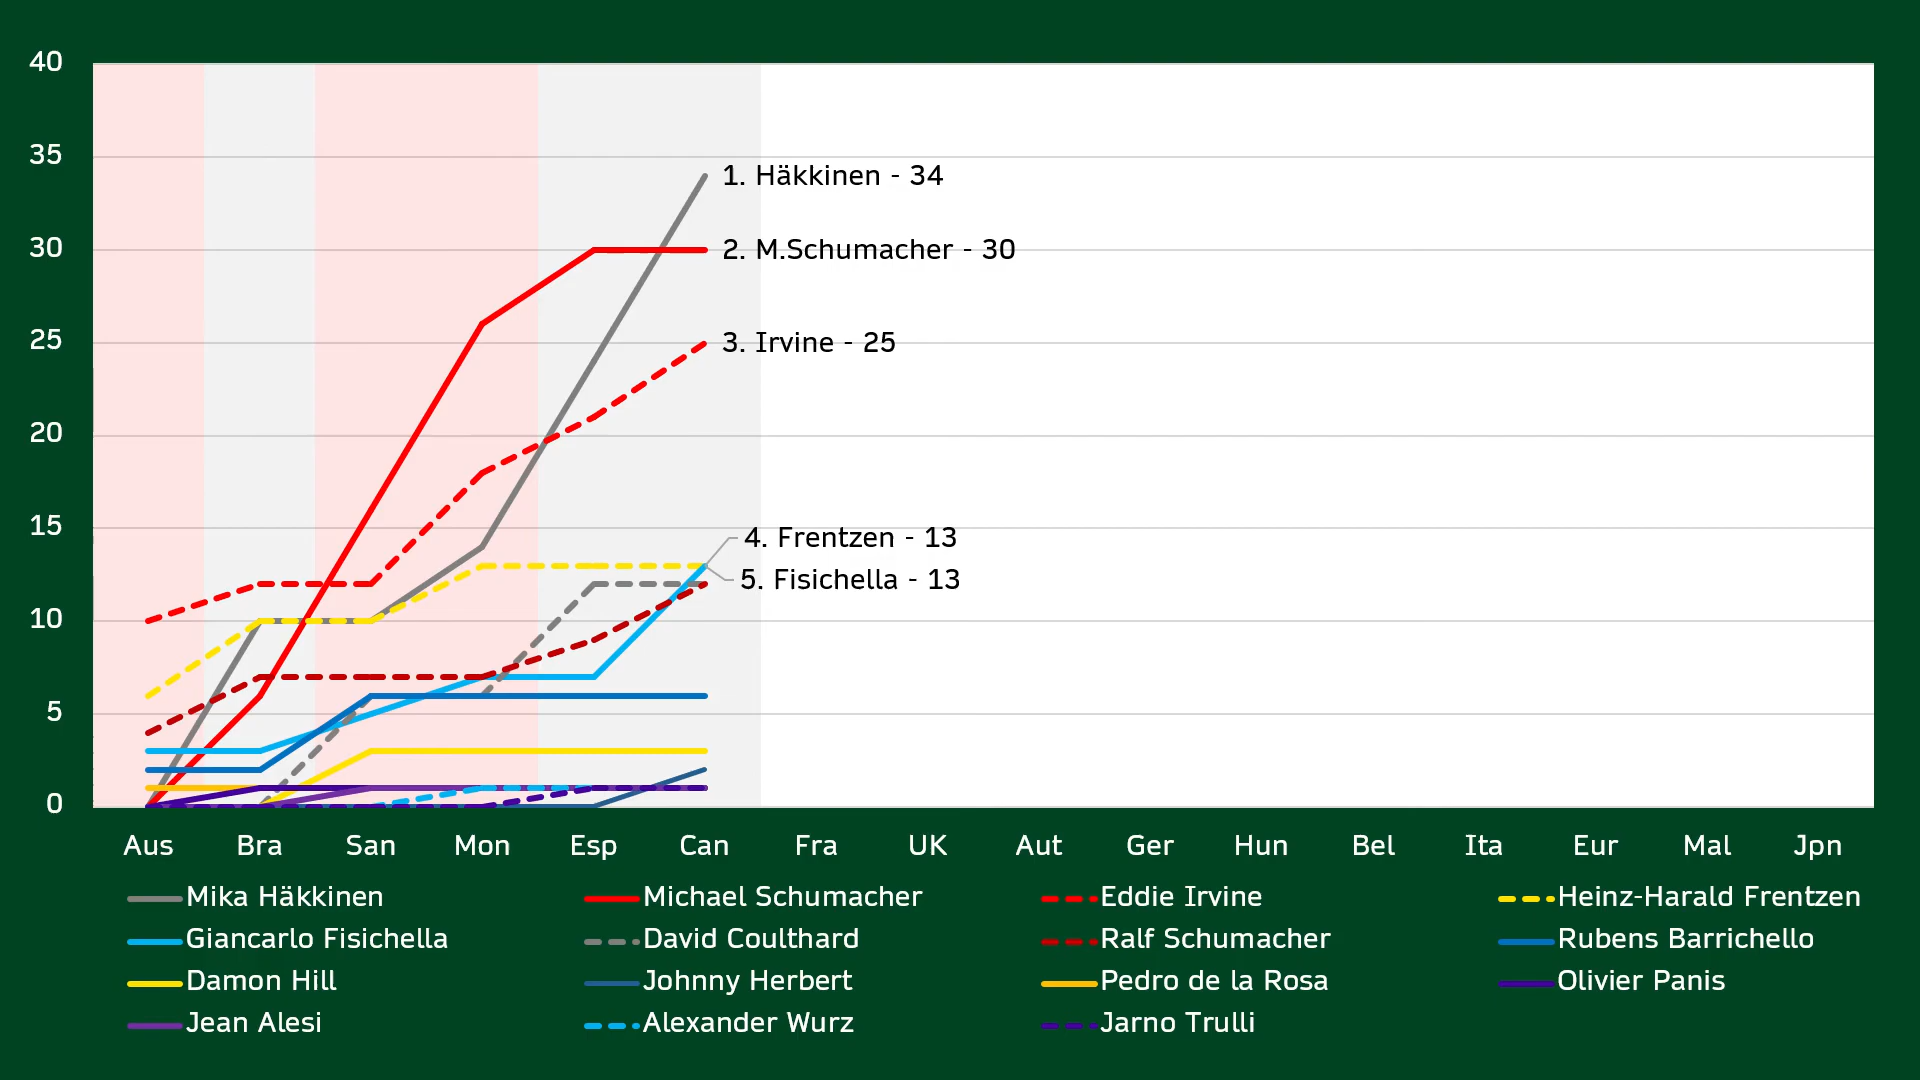 40
35
1. Häkkinen - 34
30
2. M.Schumacher - 30
25
3. Irvine - 25
20
15
4. Frentzen - 13
5. Fisichella - 13
10
5
0
Aus Bra San Mon Esp Can Fra UK Aut Ger Hun Bel Ita Eur Mal Jpn
Mika Häkkinen Michael Schumacher Eddie Irvine Heinz-Harald Frentzen
Giancarlo Fisichella David Coulthard Ralf Schumacher Rubens Barrichello
Damon Hill Johnny Herbert Pedro de la Rosa Olivier Panis
Jean Alesi Alexander Wurz Jarno Trulli